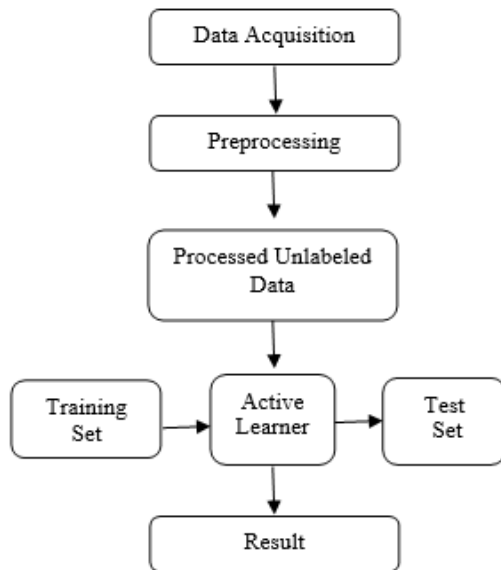 Data Acquisition
Preprocessing
Processed Unlabeled
Data
Training
Set
Active
Learner
Test
Set
Result